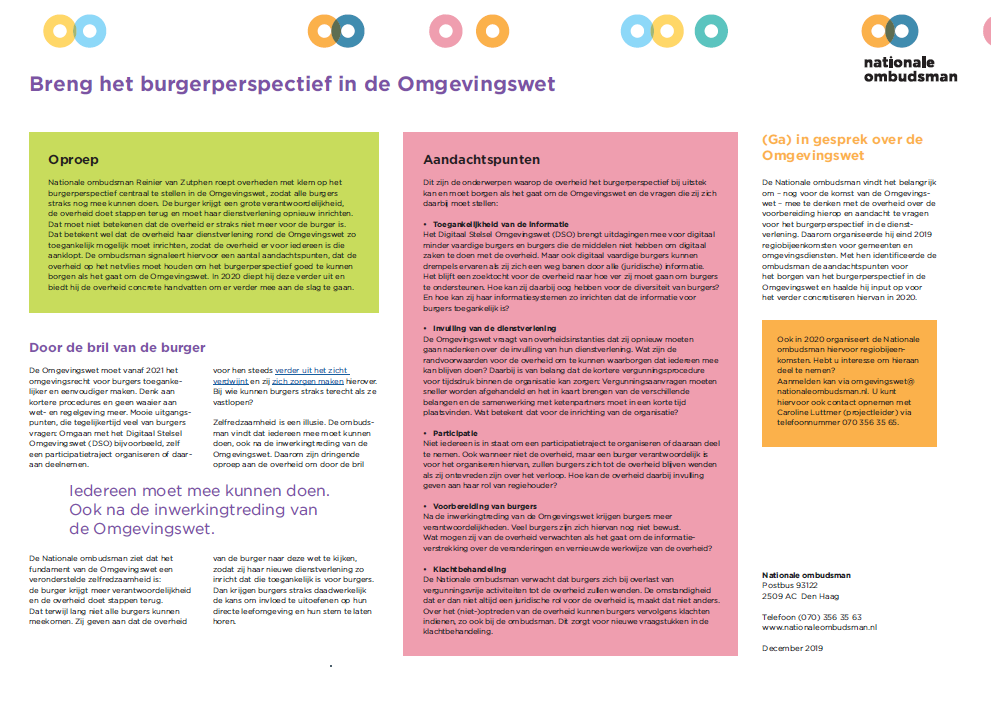 nationale
ombudsman
Breng het burgerperspectief in de Omgevingswet
Oproep
Nationale ombudsman Reinier van Zutphen roept overheden met klem op het
burgerperspectief centraal te stellen in de Omgevingswet, zodat alle burgers
straks nog mee kunnen doen. De burger krijgt een grote verantwoordelijkheid,
de overheid doet stappen terug en moet haar dienstverlening opnieuw inrichten.
Dat moet niet betekenen dat de overheid er straks niet meer voor de burger is.
Dat betekent wel dat de overheid haar dienstverlening rond de Omgevingswet zo
toegankelijk mogelijk moet inrichten, zodat de overheid er voor iedereen is die
aanklopt. De ombudsman signaleert hiervoor een aantal aandachtspunten, dat de
overheid op het netvlies moet houden om het burgerperspectief goed te kunnen
borgen als het gaat om de Omgevingswet. In 2020 diept hij deze verder uit en
biedt hij de overheid concrete handvatten om er verder mee aan de slag te gaan.
Door de bril van de burger
De Omgevingswet moet vanaf 2021 het
omgevingsrecht voor burgers toeganke-
lijker en eenvoudiger maken. Denk aan
kortere procedures en geen waaier aan
wet- en regelgeving meer. Mooie uitgangs-
punten, die tegelijkertijd veel van burgers
vragen: Omgaan met het Digitaal Stelsel
Omgevingswet (DSO) bijvoorbeeld, zelf
een participatietraject organiseren of daar-
aan deelnemen.
voor hen steeds verder uit het zicht
verdwijnt en zij zich zorgen maken hierover.
Bij wie kunnen burgers straks terecht als ze
vastlopen?
Zelfredzaamheid is een illusie. De ombuds-
man vindt dat iedereen mee moet kunnen
doen, ook na de inwerkingtreding van de
Omgevingswet. Daarom zijn dringende
oproep aan de overheid om door de bril
Iedereen moet mee kunnen doen.
Ook na de inwerkingtreding van
de Omgevingswet.
De Nationale ombudsman ziet dat het
fundament van de Omgevingswet een
veronderstelde zelfredzaamheid is:
de burger krijgt meer verantwoordelijkheid
en de overheid doet stappen terug.
Dat terwijl lang niet alle burgers kunnen
meekomen. Zij geven aan dat de overheid
van de burger naar deze wet te kijken,
zodat zij haar nieuwe dienstverlening zo
inricht dat die toegankelijk is voor burgers.
Dan krijgen burgers straks daadwerkelijk
de kans om invloed te uitoefenen op hun
directe leefomgeving en hun stem te laten
horen.
Aandachtspunten
Dit zijn de onderwerpen waarop de overheid het burgerperspectief bij uitstek
kan en moet borgen als het gaat om de Omgevingswet en de vragen die zij zich
daarbij moet stellen:
• Toegankelijkheid van de informatie
Het Digitaal Stelsel Omgevingswet (DSO) brengt uitdagingen mee voor digitaal
minder vaardige burgers en burgers die de middelen niet hebben om digitaal
zaken te doen met de overheid. Maar ook digitaal vaardige burgers kunnen
drempels ervaren als zij zich een weg banen door alle (juridische) informatie.
Het blijft een zoektocht voor de overheid naar hoe ver zij moet gaan om burgers
te ondersteunen. Hoe kan zij daarbij oog hebben voor de diversiteit van burgers?
En hoe kan zij haar informatiesystemen zo inrichten dat de informatie voor
burgers toegankelijk is?
• Invulling van de dienstverlening
De Omgevingswet vraagt van overheidsinstanties dat zij opnieuw moeten
gaan nadenken over de invulling van hun dienstverlening. Wat zijn de
randvoorwaarden voor de overheid om te kunnen waarborgen dat iedereen mee
kan blijven doen? Daarbij is van belang dat de kortere vergunningsprocedure
voor tijdsdruk binnen de organisatie kan zorgen: Vergunningsaanvragen moeten
sneller worden afgehandeld en het in kaart brengen van de verschillende
belangen en de samenwerking met ketenpartners moet in een korte tijd
plaatsvinden. Wat betekent dat voor de inrichting van de organisatie?
• Participatie
Niet iedereen is in staat om een participatietraject te organiseren of daaraan deel
te nemen. Ook wanneer niet de overheid, maar een burger verantwoordelijk is
voor het organiseren hiervan, zullen burgers zich tot de overheid blijven wenden
als zij ontevreden zijn over het verloop. Hoe kan de overheid daarbij invulling
geven aan haar rol van regiehouder?
• Voorbereiding van burgers
Na de inwerkingtreding van de Omgevingswet krijgen burgers meer
verantwoordelijkheden. Veel burgers zijn zich hiervan nog niet bewust.
Wat mogen zij van de overheid verwachten als het gaat om de informatie-
verstrekking over de veranderingen en vernieuwde werkwijze van de overheid?
• Klachtbehandeling
De Nationale ombudsman verwacht dat burgers zich bij overlast van
vergunningsvrije activiteiten tot de overheid zullen wenden. De omstandigheid
dat er dan niet altijd een juridische rol voor de overheid is, maakt dat niet anders.
Over het (niet-)optreden van de overheid kunnen burgers vervolgens klachten
indienen, zo ook bij de ombudsman. Dit zorgt voor nieuwe vraagstukken in de
klachtbehandeling.
(Ga) in gesprek over de
Omgevingswet
De Nationale ombudsman vindt het belangrijk
om – nog voor de komst van de Omgevings-
wet – mee te denken met de overheid over de
voorbereiding hierop en aandacht te vragen
voor het burgerperspectief in de dienst-
verlening. Daarom organiseerde hij eind 2019
regiobijeenkomsten voor gemeenten en
omgevingsdiensten. Met hen identificeerde de
ombudsman de aandachtspunten voor
het borgen van het burgerperspectief in de
Omgevingswet en haalde hij input op voor
het verder concretiseren hiervan in 2020.
Ook in 2020 organiseert de Nationale
ombudsman hiervoor regiobijeen-
komsten. Hebt u interesse om hieraan
deel te nemen?
Aanmelden kan via omgevingswet@
nationaleombudsman.nl. U kunt
hiervoor ook contact opnemen met
Caroline Luttmer (projectleider) via
telefoonnummer 070 356 35 65.
Nationale ombudsman
Postbus 93122
2509 AC Den Haag
Telefoon (070) 356 35 63
www.nationaleombudsman.nl
December 2019